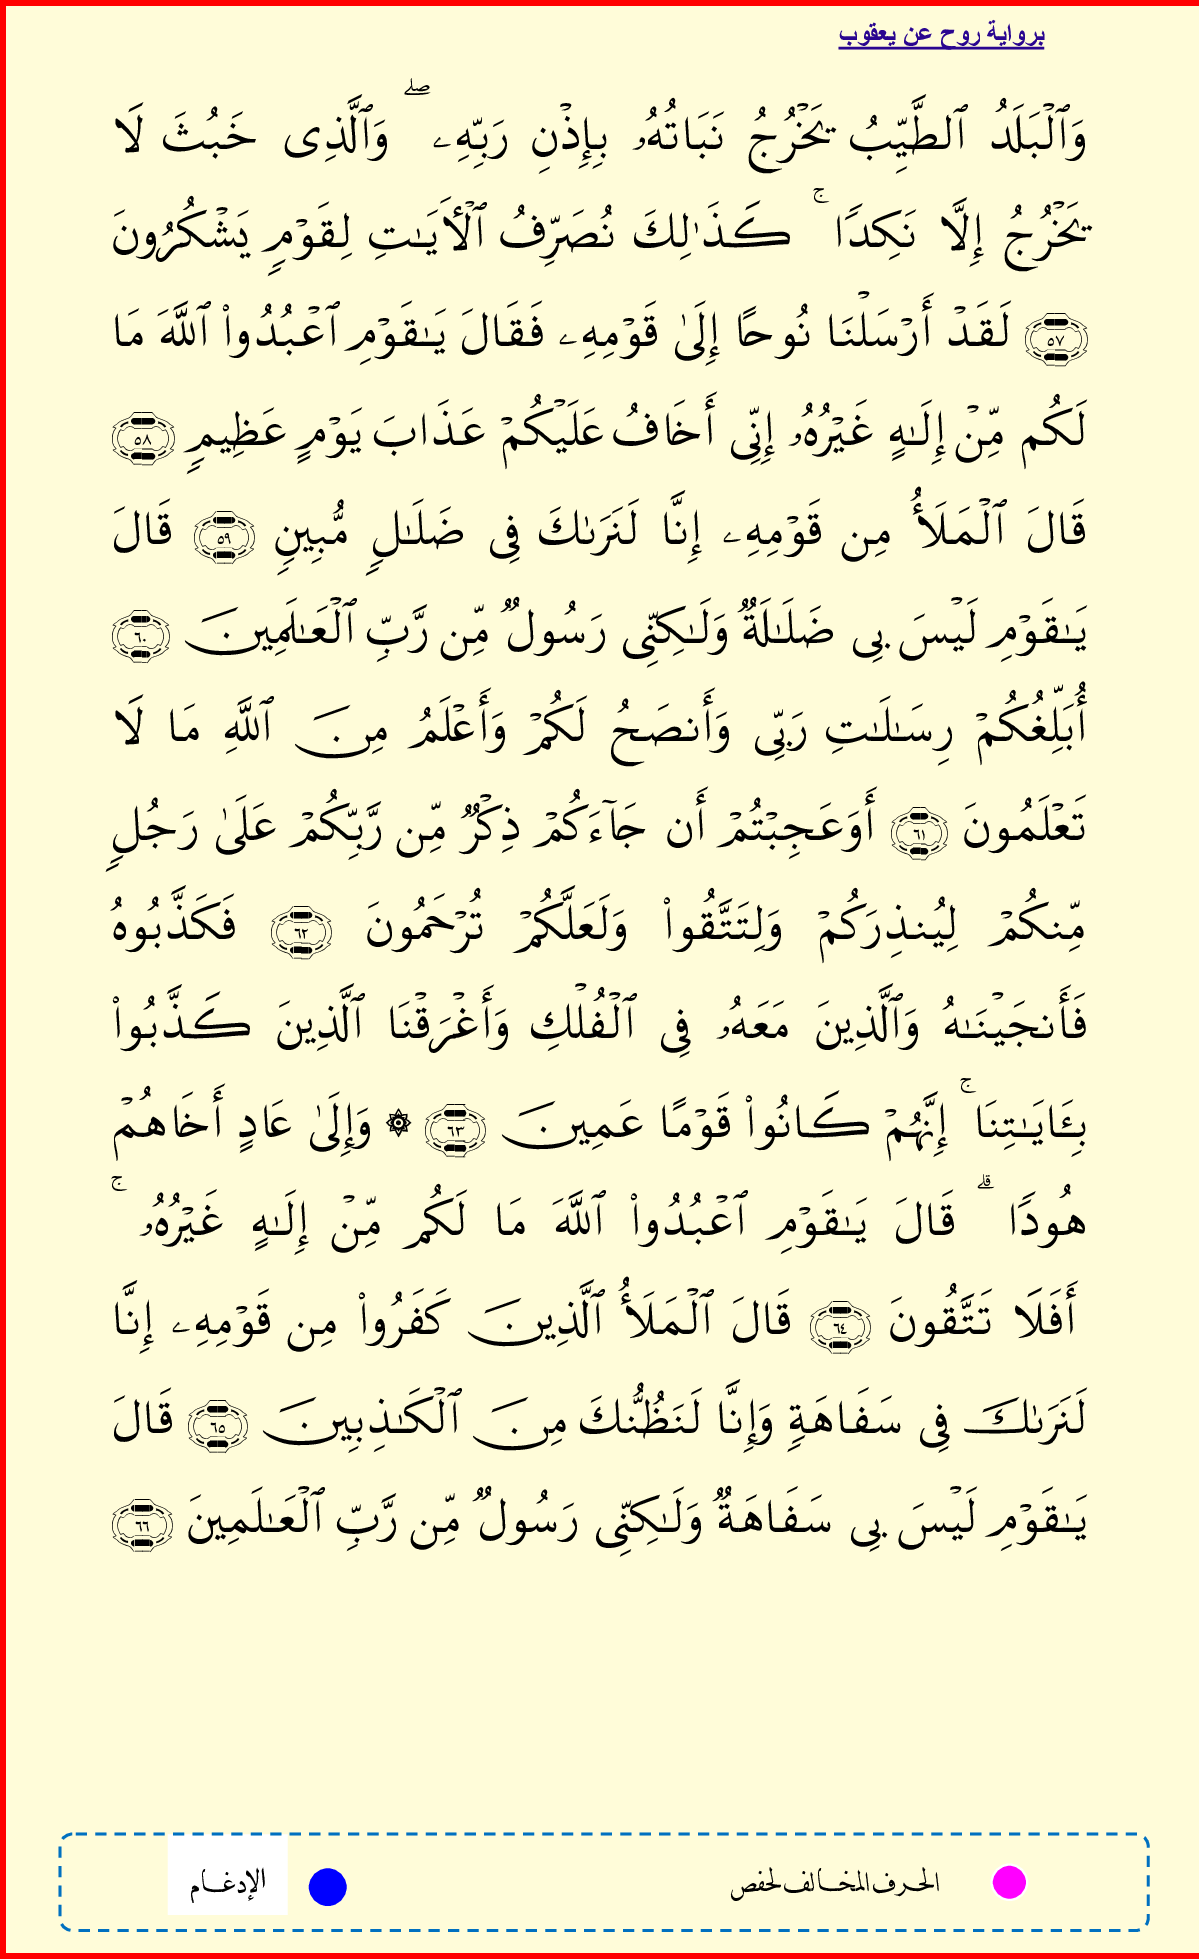 برواية روح عن يعقوب
وَٱلْبَلَدُ ٱلطَّيِّبُ يَخْرُجُ نَبَاتُهُۥ بِإِذْنِ رَبِّهِۦ ۖ وَٱلَّذِى خَبُثَ لَا
يَخْرُجُ إِلَّا نَكِدًا ۚ كَذَٰلِكَ نُصَرِّفُ ٱلْأَيَـٰتِ لِقَوْمٍ يَشْكُرُونَ
٥٧ لَقَدْ أَرْسَلْنَا نُوحًا إِلَىٰ قَوْمِهِۦ فَقَالَ يَـٰقَوْمِ ٱعْبُدُوا۟ ٱللَّهَ مَا
لَكُم مِّنْ إِلَـٰهٍ غَيْرُهُۥ إِنِّى أَخَافُ عَلَيْكُمْ عَذَابَ يَوْمٍ عَظِيمٍ ٥٨
قَالَ ٱلْمَلَأُ مِن قَوْمِهِۦ إِنَّا لَنَرَىٰكَ فِى ضَلَـٰلٍ مُّبِينٍ ٥٩ قَالَ
يَـٰقَوْمِ لَيْسَ بِى ضَلَـٰلَةٌ وَلَـٰكِنِّى رَسُولٌ مِّن رَّبِّ ٱلْعَـٰلَمِينَ ٦٠
أُبَلِّغُكُمْ رِسَـٰلَـٰتِ رَبِّى وَأَنصَحُ لَكُمْ وَأَعْلَمُ مِنَ ٱللَّهِ مَا لَا
تَعْلَمُونَ ٦١ أَوَعَجِبْتُمْ أَن جَآءَكُمْ ذِكْرٌ مِّن رَّبِّكُمْ عَلَىٰ رَجُلٍ
مِّنكُمْ لِيُنذِرَكُمْ وَلِتَتَّقُوا۟ وَلَعَلَّكُمْ تُرْحَمُونَ ٦٢ فَكَذَّبُوهُ
فَأَنجَيْنَـٰهُ وَٱلَّذِينَ مَعَهُۥ فِى ٱلْفُلْكِ وَأَغْرَقْنَا ٱلَّذِينَ كَذَّبُوا۟
بِـَٔايَـٰتِنَا ۚ إِنَّهُمْ كَانُوا۟ قَوْمًا عَمِينَ ٦٣ ۞ وَإِلَىٰ عَادٍ أَخَاهُمْ
هُودًا ۗ قَالَ يَـٰقَوْمِ ٱعْبُدُوا۟ ٱللَّهَ مَا لَكُم مِّنْ إِلَـٰهٍ غَيْرُهُۥ ۚ
أَفَلَا تَتَّقُونَ ٦٤ قَالَ ٱلْمَلَأُ ٱلَّذِينَ كَفَرُوا۟ مِن قَوْمِهِۦ إِنَّا
لَنَرَىٰكَ فِى سَفَاهَةٍ وَإِنَّا لَنَظُنُّكَ مِنَ ٱلْكَـٰذِبِينَ ٦٥ قَالَ
يَـٰقَوْمِ لَيْسَ بِى سَفَاهَةٌ وَلَـٰكِنِّى رَسُولٌ مِّن رَّبِّ ٱلْعَـٰلَمِينَ ٦٦
الحرف المخالف لحفص
الإدغام